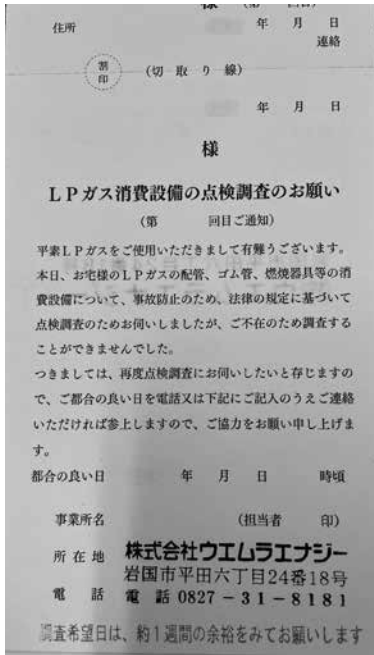 様 (第 回目)
住所 年 月 日
連絡
割印 (切 取 り 線)
年 月 日
様
LPガス消費設備の点検調査のお願い
(第 回目ご通知)
平素LPガスをご使用いただきまして有難うございます。
本日、お宅様のLPガスの配管、ゴム管、燃焼器具等の消
費設備について、事故防止のため、法律の規定に基づいて
点検調査のためお伺いしましたが、ご不在のため調査する
ことができませんでした。
つきましては、再度点検調査にお伺いしたいと存じますの
で、ご都合の良い日を電話又は下記にご記入のうえご連絡
いただければ参上しますので、ご協力をお願い申し上げま
す。
都合の良い日 年 月 日 時頃
事業所名 (担当者 印)
所在地 株式会社ウエムラエナジー
岩国市平田六丁目24番18号
電 話 電 話 0827-31-8181
調査希望日は、約1週間の余裕をみてお願いします